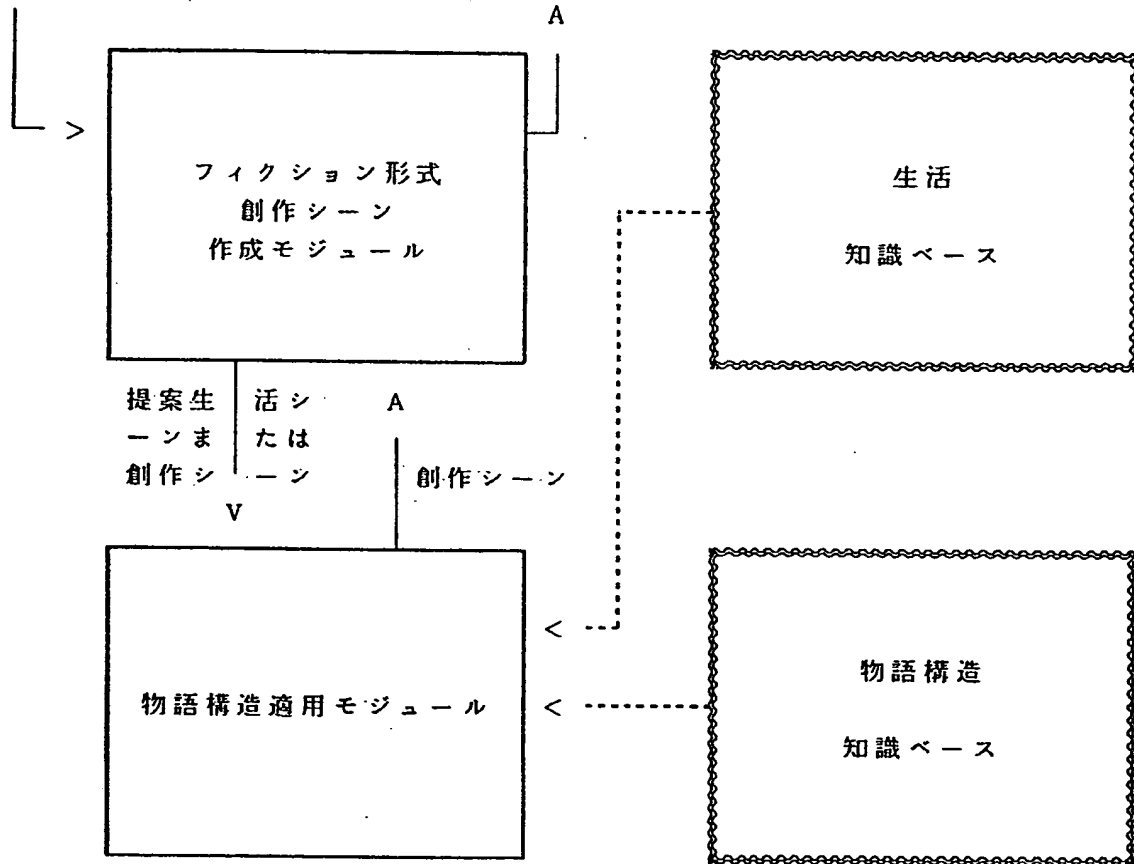 A
フィクション形式
創作シーン
作成モジュール
生活
知識ベース
提案生活シ
ーンまたは
創作シーン
A
創作シーン
V
物語構造適用モジュール
物語構造
知識ベース